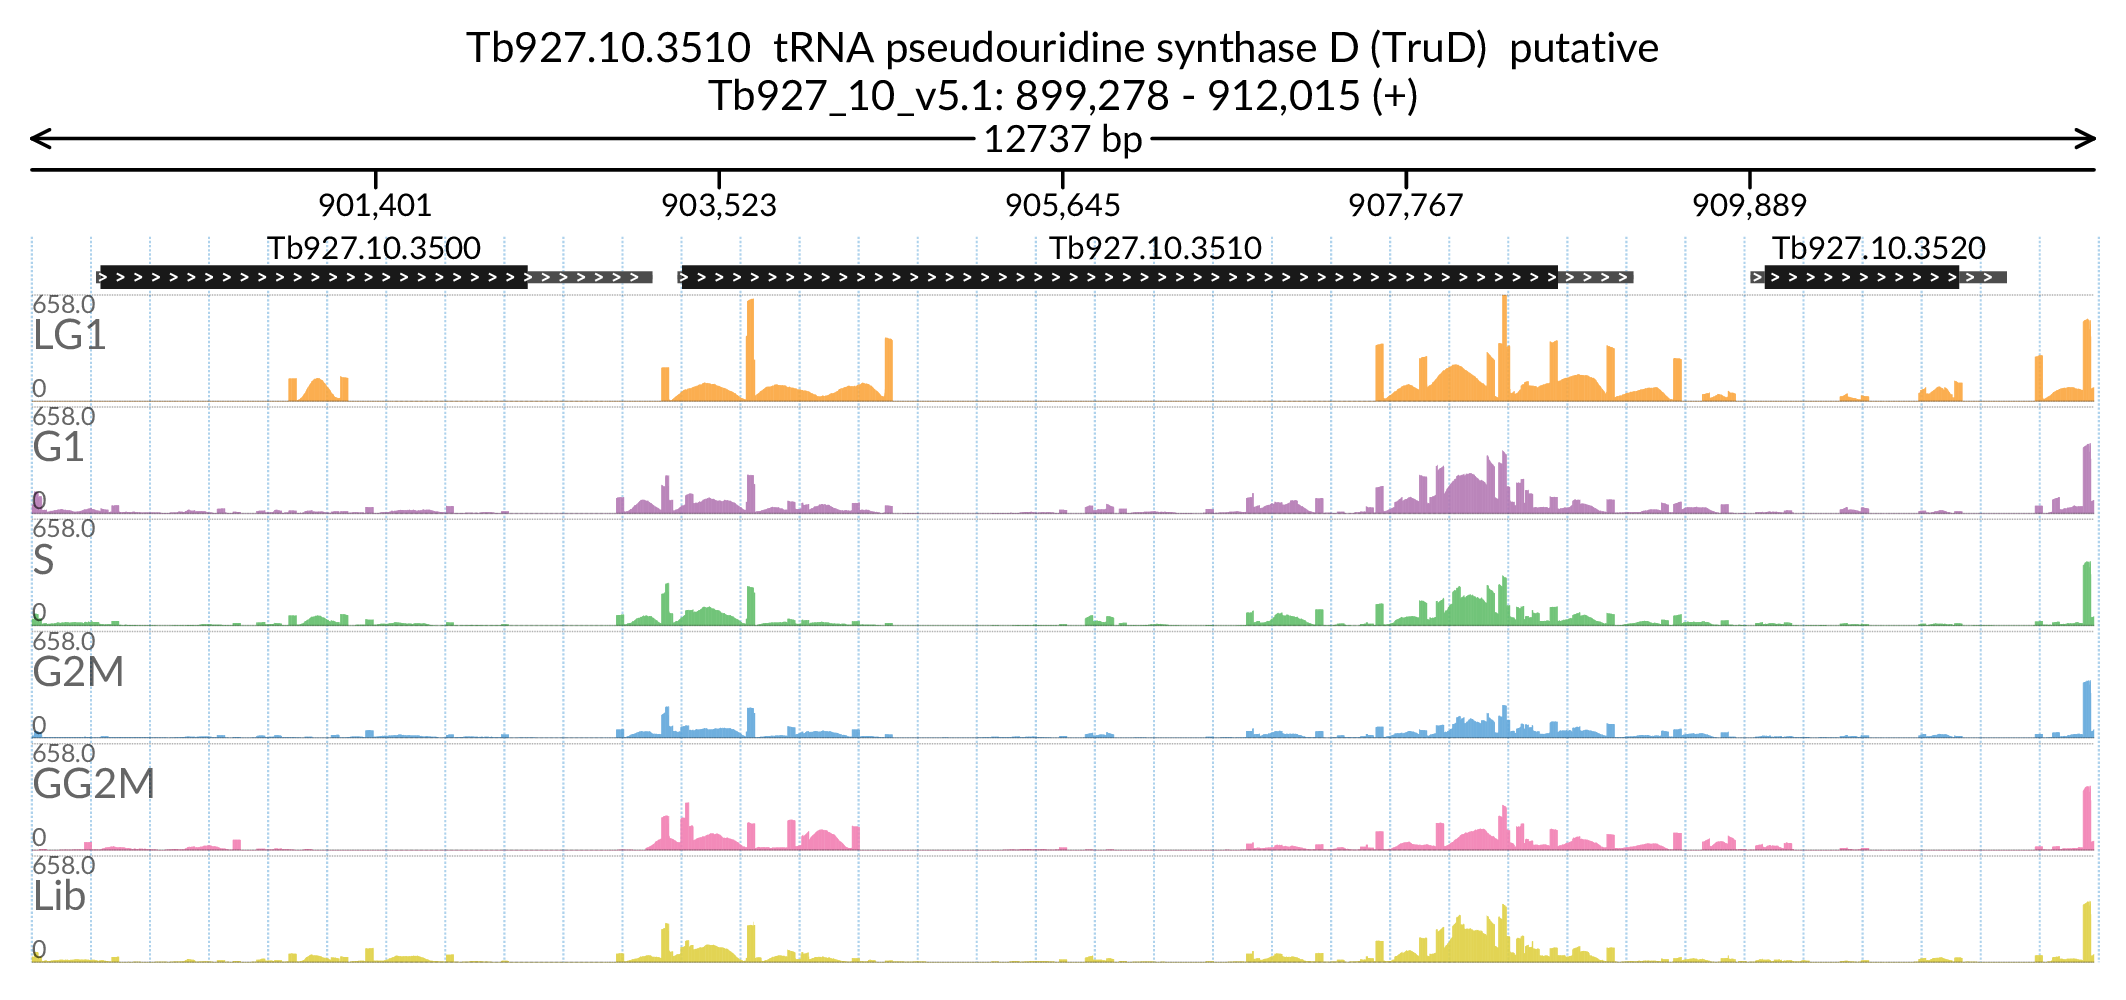 Tb927.10.3510 tRNA pseudouridine synthase D (TruD) putative
Tb927_10_v5.1: 899,278 - 912,015 (+)
12737 bp
901,401 903,523 905,645 907,767 909,889
Tb927.10.3500 Tb927.10.3510 Tb927.10.3520
658.0
LG1
0
658.0
G1
0
658.0
S
0
658.0
G2M
0
658.0
GG2M
0
658.0
Lib
0